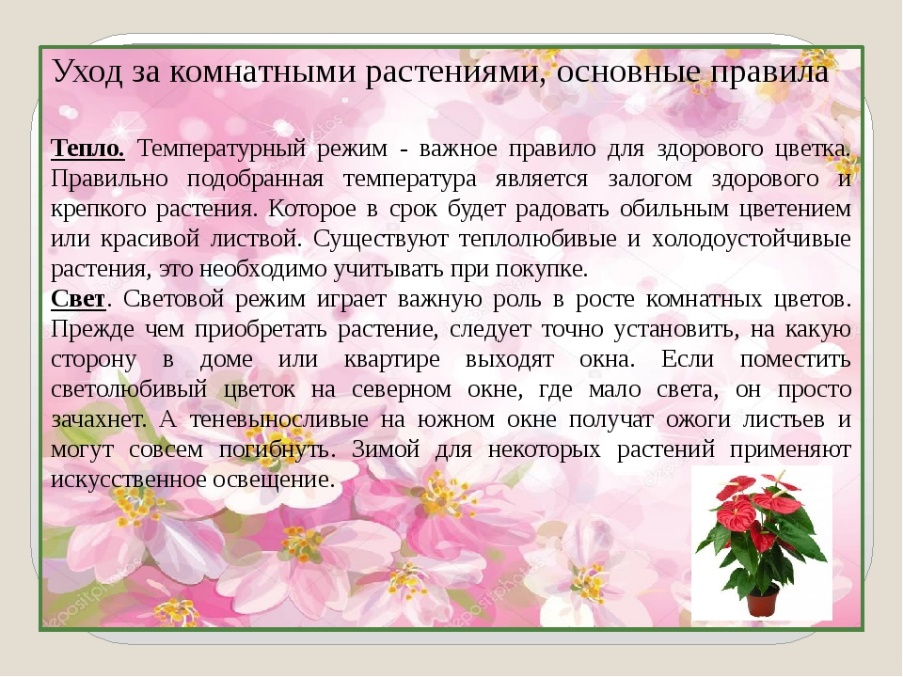 Уход за комнатными растениями, основные правила
Тепло. Температурный режим - важное правило для здорового цветка.
Правильно подобранная температура является залогом здорового и
крепкого растения. Которое в срок будет радовать обильным цветением
или красивой листвой. Существуют теплолюбивые и холодоустойчивые
растения, это необходимо учитывать при покупке.
Свет. Световой режим играет важную роль в росте комнатных цветов.
Прежде чем приобретать растение, следует точно установить, на какую
сторону в доме или квартире выходят окна. Если поместить
светолюбивый цветок на северном окне, где мало света, он просто
зачахнет. А теневыносливые на южном окне получат ожоги листьев и
могут совсем погибнуть. Зимой для некоторых растений применяют
искусственное освещение.
depositphotos
depositphotos